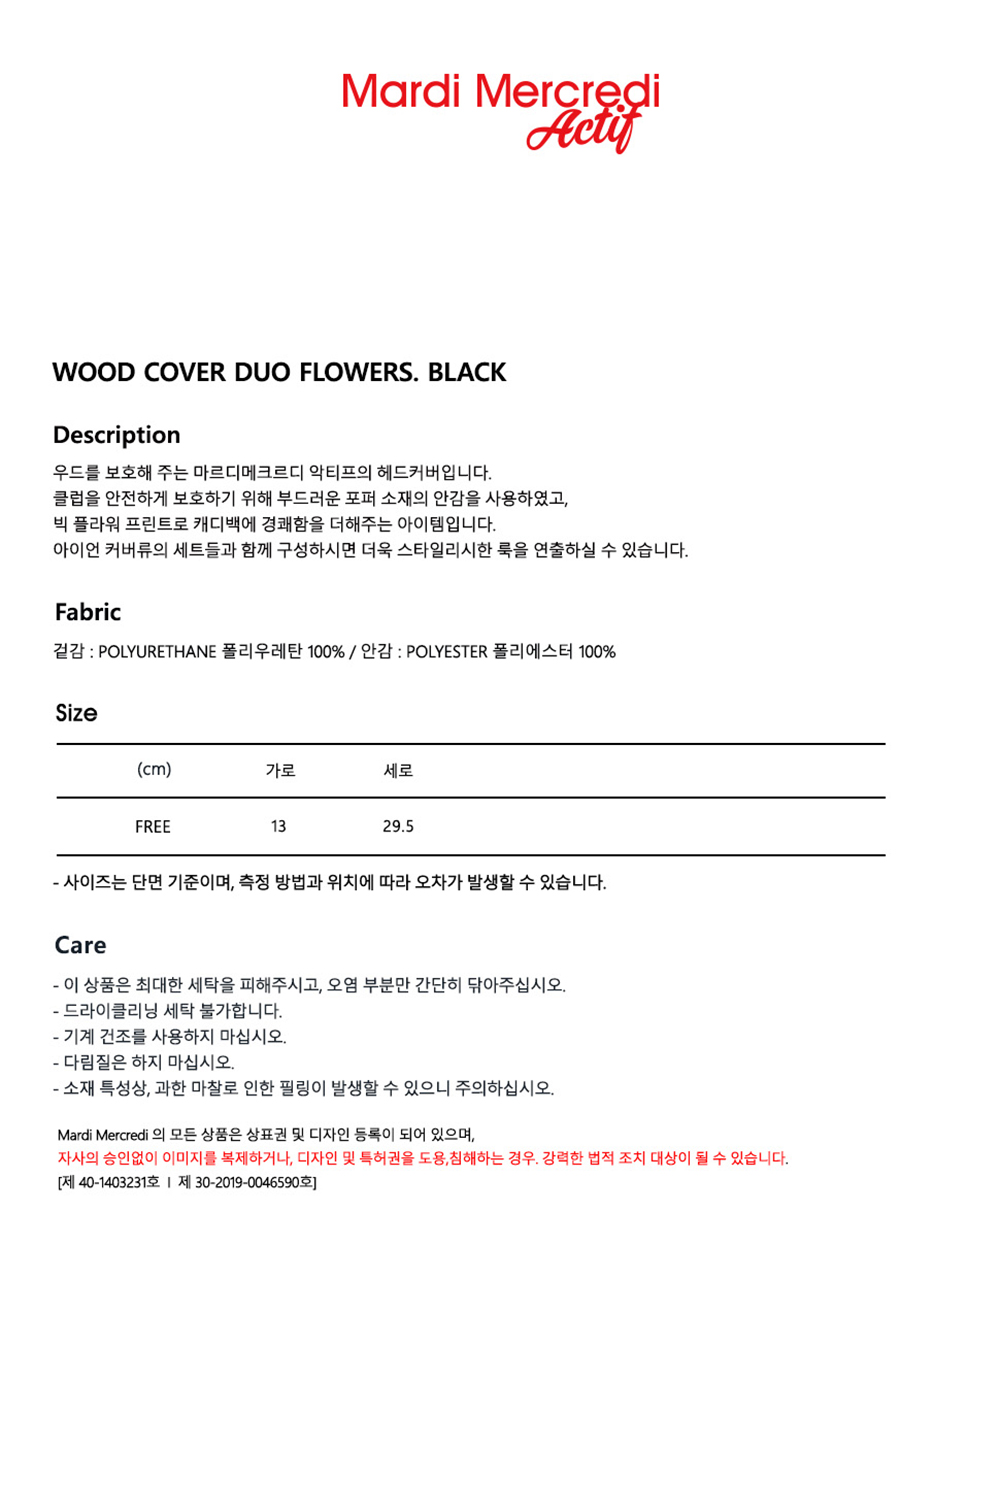 Mardi Mercredi
Actif
WOOD COVER DUO FLOWERS. BLACK
Description
우드를 보호해 주는 마르디메크르디 악티프의 헤드커버입니다.
클럽을 안전하게 보호하기 위해 부드러운 포퍼 소재의 안감을 사용하였고,
빅 플라워 프린트로 캐디백에 경쾌함을 더해주는 아이템입니다.
아이언 커버류의 세트들과 함께 구성하시면 더욱 스타일리시한 룩을 연출하실 수 있습니다.
Fabric
겉감 : POLYURETHANE 폴리우레탄 100% / 안감 : POLYESTER 폴리에스터 100%
Size
(cm) 가로 세로
FREE 13 29.5
- 사이즈는 단면 기준이며, 측정 방법과 위치에 따라 오차가 발생할 수 있습니다.
Care
- 이 상품은 최대한 세탁을 피해주시고, 오염 부분만 간단히 닦아주십시오.
- 드라이클리닝 세탁 불가합니다.
- 기계 건조를 사용하지 마십시오.
- 다림질은 하지 마십시오.
- 소재 특성상, 과한 마찰로 인한 필링이 발생할 수 있으니 주의하십시오.
Mardi Mercredi 의 모든 상품은 상표권 및 디자인 등록이 되어 있으며,
자사의 승인없이 이미지를 복제하거나, 디자인 및 특허권을 도용,침해하는 경우. 강력한 법적 조치 대상이 될 수 있습니다.
[제 40-1403231호 ㅣ 제 30-2019-0046590호]